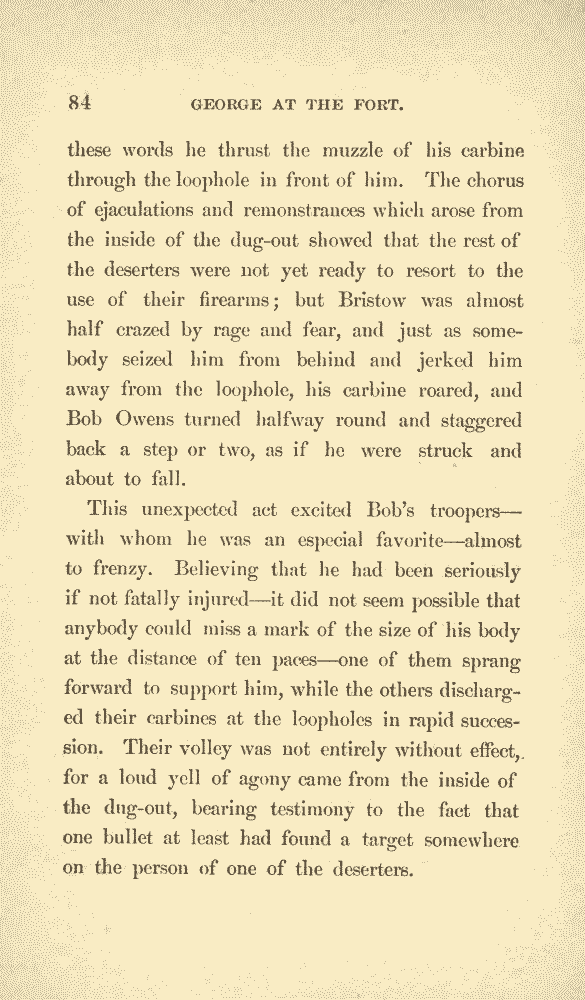 84 GEORGE AT THE FORT.
these words he thrust the muzzle of his carbine
through the loophole in front of him. The chorus
of ejaculations and remonstrances which arose from
the inside of the dug-out showed that the rest of
the deserters were not yet ready to resort to the
use of their firearms; but Bristow was almost
half crazed by rage and fear, and just as some-
body seized him from behind and jerked him
away from the loophole, his carbine roared, and
Bob Owens turned halfway round and staggered
back a step or two, as if he were struck and
about to fall.
This unexpected act excited Bob's troopers—
with whom he was an especial favorite—almost
to frenzy. Believing that he had been seriously
if not fatally injured—it did not seem possible that
anybody could miss a mark of the size of his body
at the distance of ten paces—one of them sprang
forward to support him, while the others discharg-
ed their carbines at the loopholes in rapid succes-
sion. Their volley was not entirely without effect,
for a loud yell of agony came from the inside of
the dug-out, bearing testimony to the fact that
one bullet at least had found a target somewhere
on the person of one of the deserters.